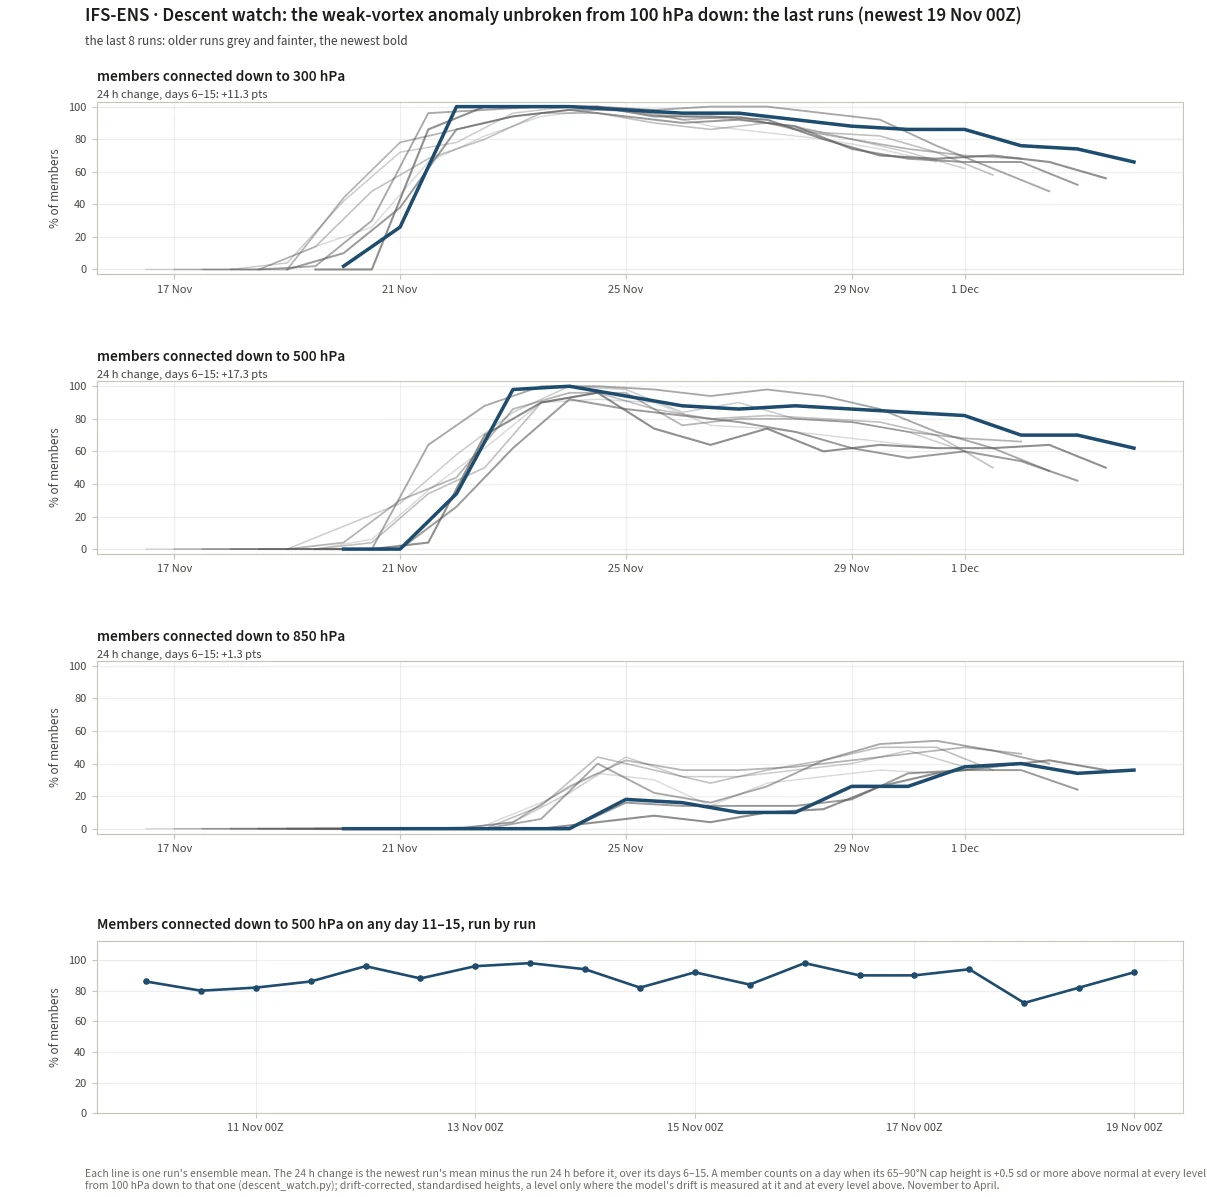 IFS-ENS · Descent watch: the weak-vortex anomaly unbroken from 100 hPa down: the last runs (newest 19 Nov 00Z)
the last 8 runs: older runs grey and fainter, the newest bold
members connected down to 300 hPa
24 h change, days 6–15: +11.3 pts
% of members
100
80
60
40
20
0
17 Nov 21 Nov 25 Nov 29 Nov 1 Dec
members connected down to 500 hPa
24 h change, days 6–15: +17.3 pts
% of members
100
80
60
40
20
0
17 Nov 21 Nov 25 Nov 29 Nov 1 Dec
members connected down to 850 hPa
24 h change, days 6–15: +1.3 pts
% of members
100
80
60
40
20
0
17 Nov 21 Nov 25 Nov 29 Nov 1 Dec
Members connected down to 500 hPa on any day 11–15, run by run
% of members
100
80
60
40
20
0
11 Nov 00Z 13 Nov 00Z 15 Nov 00Z 17 Nov 00Z 19 Nov 00Z
Each line is one run's ensemble mean. The 24 h change is the newest run's mean minus the run 24 h before it, over its days 6–15. A member counts on a day when its 65–90°N cap height is +0.5 sd or more above normal at every level
from 100 hPa down to that one (descent_watch.py); drift-corrected, standardised heights, a level only where the model's drift is measured at it and at every level above. November to April.